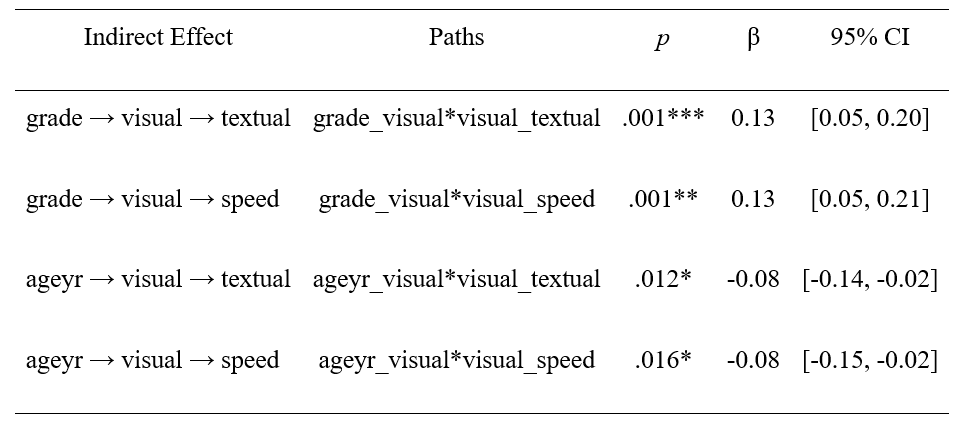 Indirect Effect Paths p β 95% CI
grade → visual → textual grade_visual*visual_textual .001*** 0.13 [0.05, 0.20]
grade → visual → speed grade_visual*visual_speed .001** 0.13 [0.05, 0.21]
ageyr → visual → textual ageyr_visual*visual_textual .012* -0.08 [-0.14, -0.02]
ageyr → visual → speed ageyr_visual*visual_speed .016* -0.08 [-0.15, -0.02]